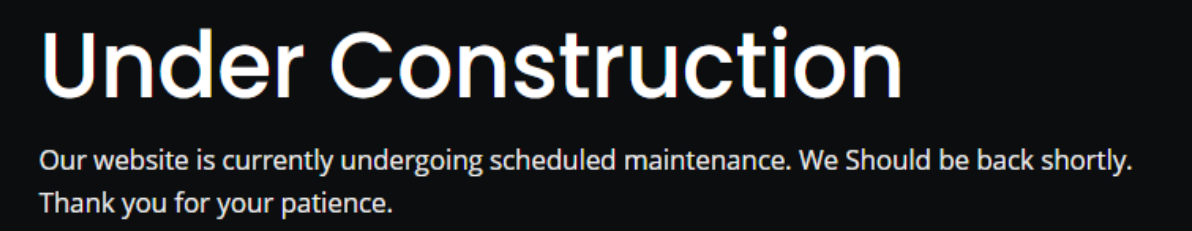 Under Construction
Our website is currently undergoing scheduled maintenance. We Should be back shortly.
Thank you for your patience.